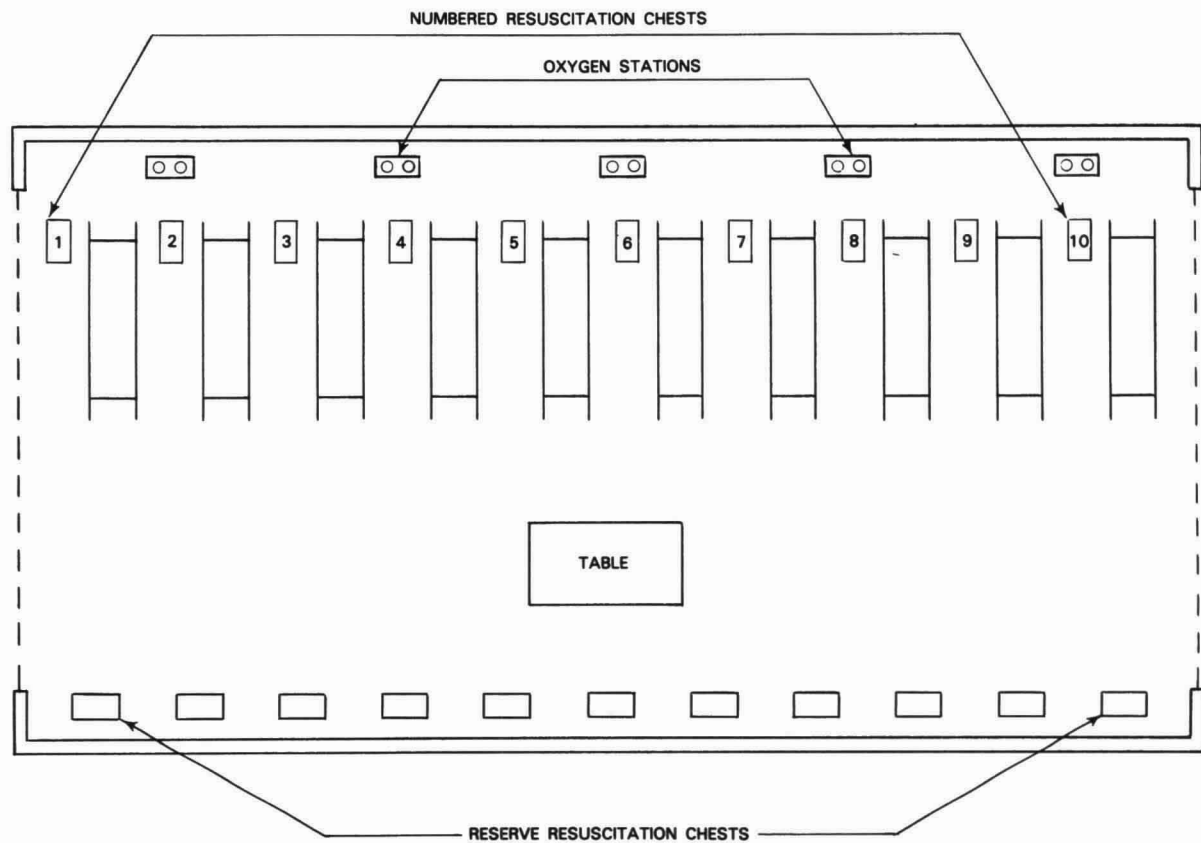 NUMBERED RESUSCITATION CHESTS
OXYGEN STATIONS
1 2 3 4 5 6 7 8 9 10
TABLE
RESERVE RESUSCITATION CHESTS